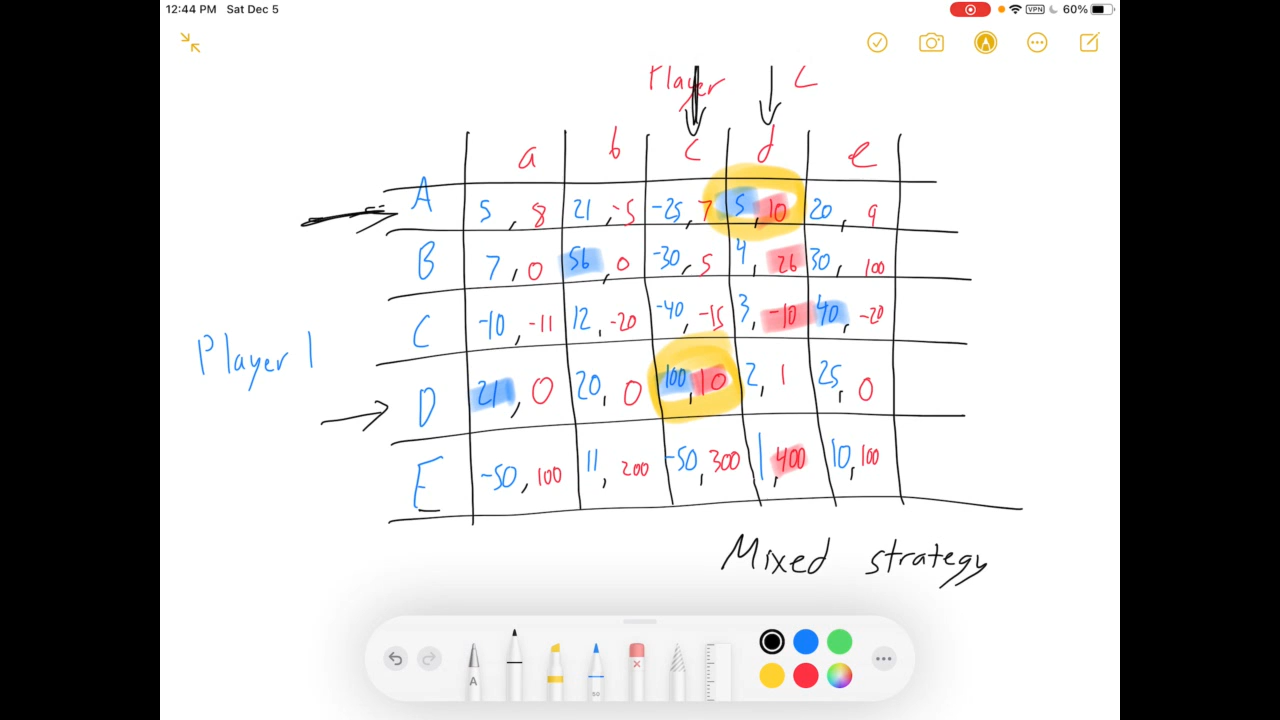 12:44 PM Sat Dec 5 VPN 60%
Player
a b c d e
A 5 , 8 21 , -5 -25, 7 5 , 10 20 , 9
B 7 , 0 56 , 0 -30, 5 4, 26 30, 100
C -10, -11 12, -20 -40, -15 3, -10 40, -20
Player 1
D 21, 0 20, 0 100, 10 2, 1 25, 0
E -50, 100 11, 200 -50, 300 1, 400 10, 100
Mixed strategy
A